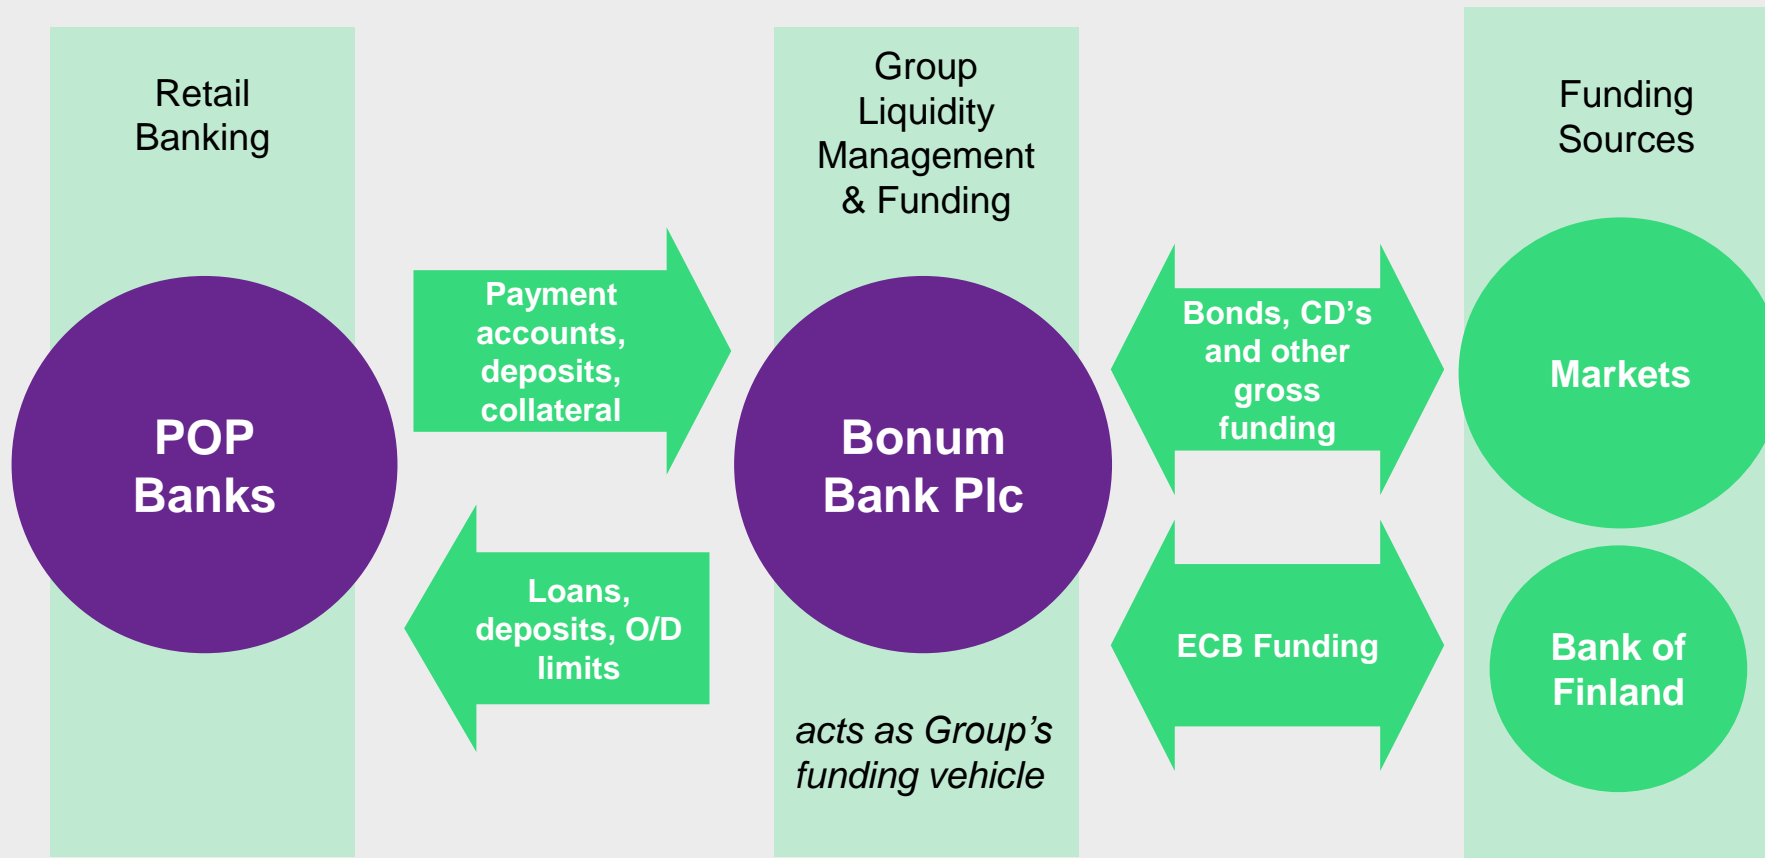 Retail
Banking
Group
Liquidity
Management
& Funding
Funding
Sources
POP
Banks
Payment
accounts,
deposits,
collateral
Loans,
deposits, O/D
limits
Bonum
Bank Plc
acts as Group’s
funding vehicle
Bonds, CD’s
and other
gross
funding
ECB Funding
Markets
Bank of
Finland